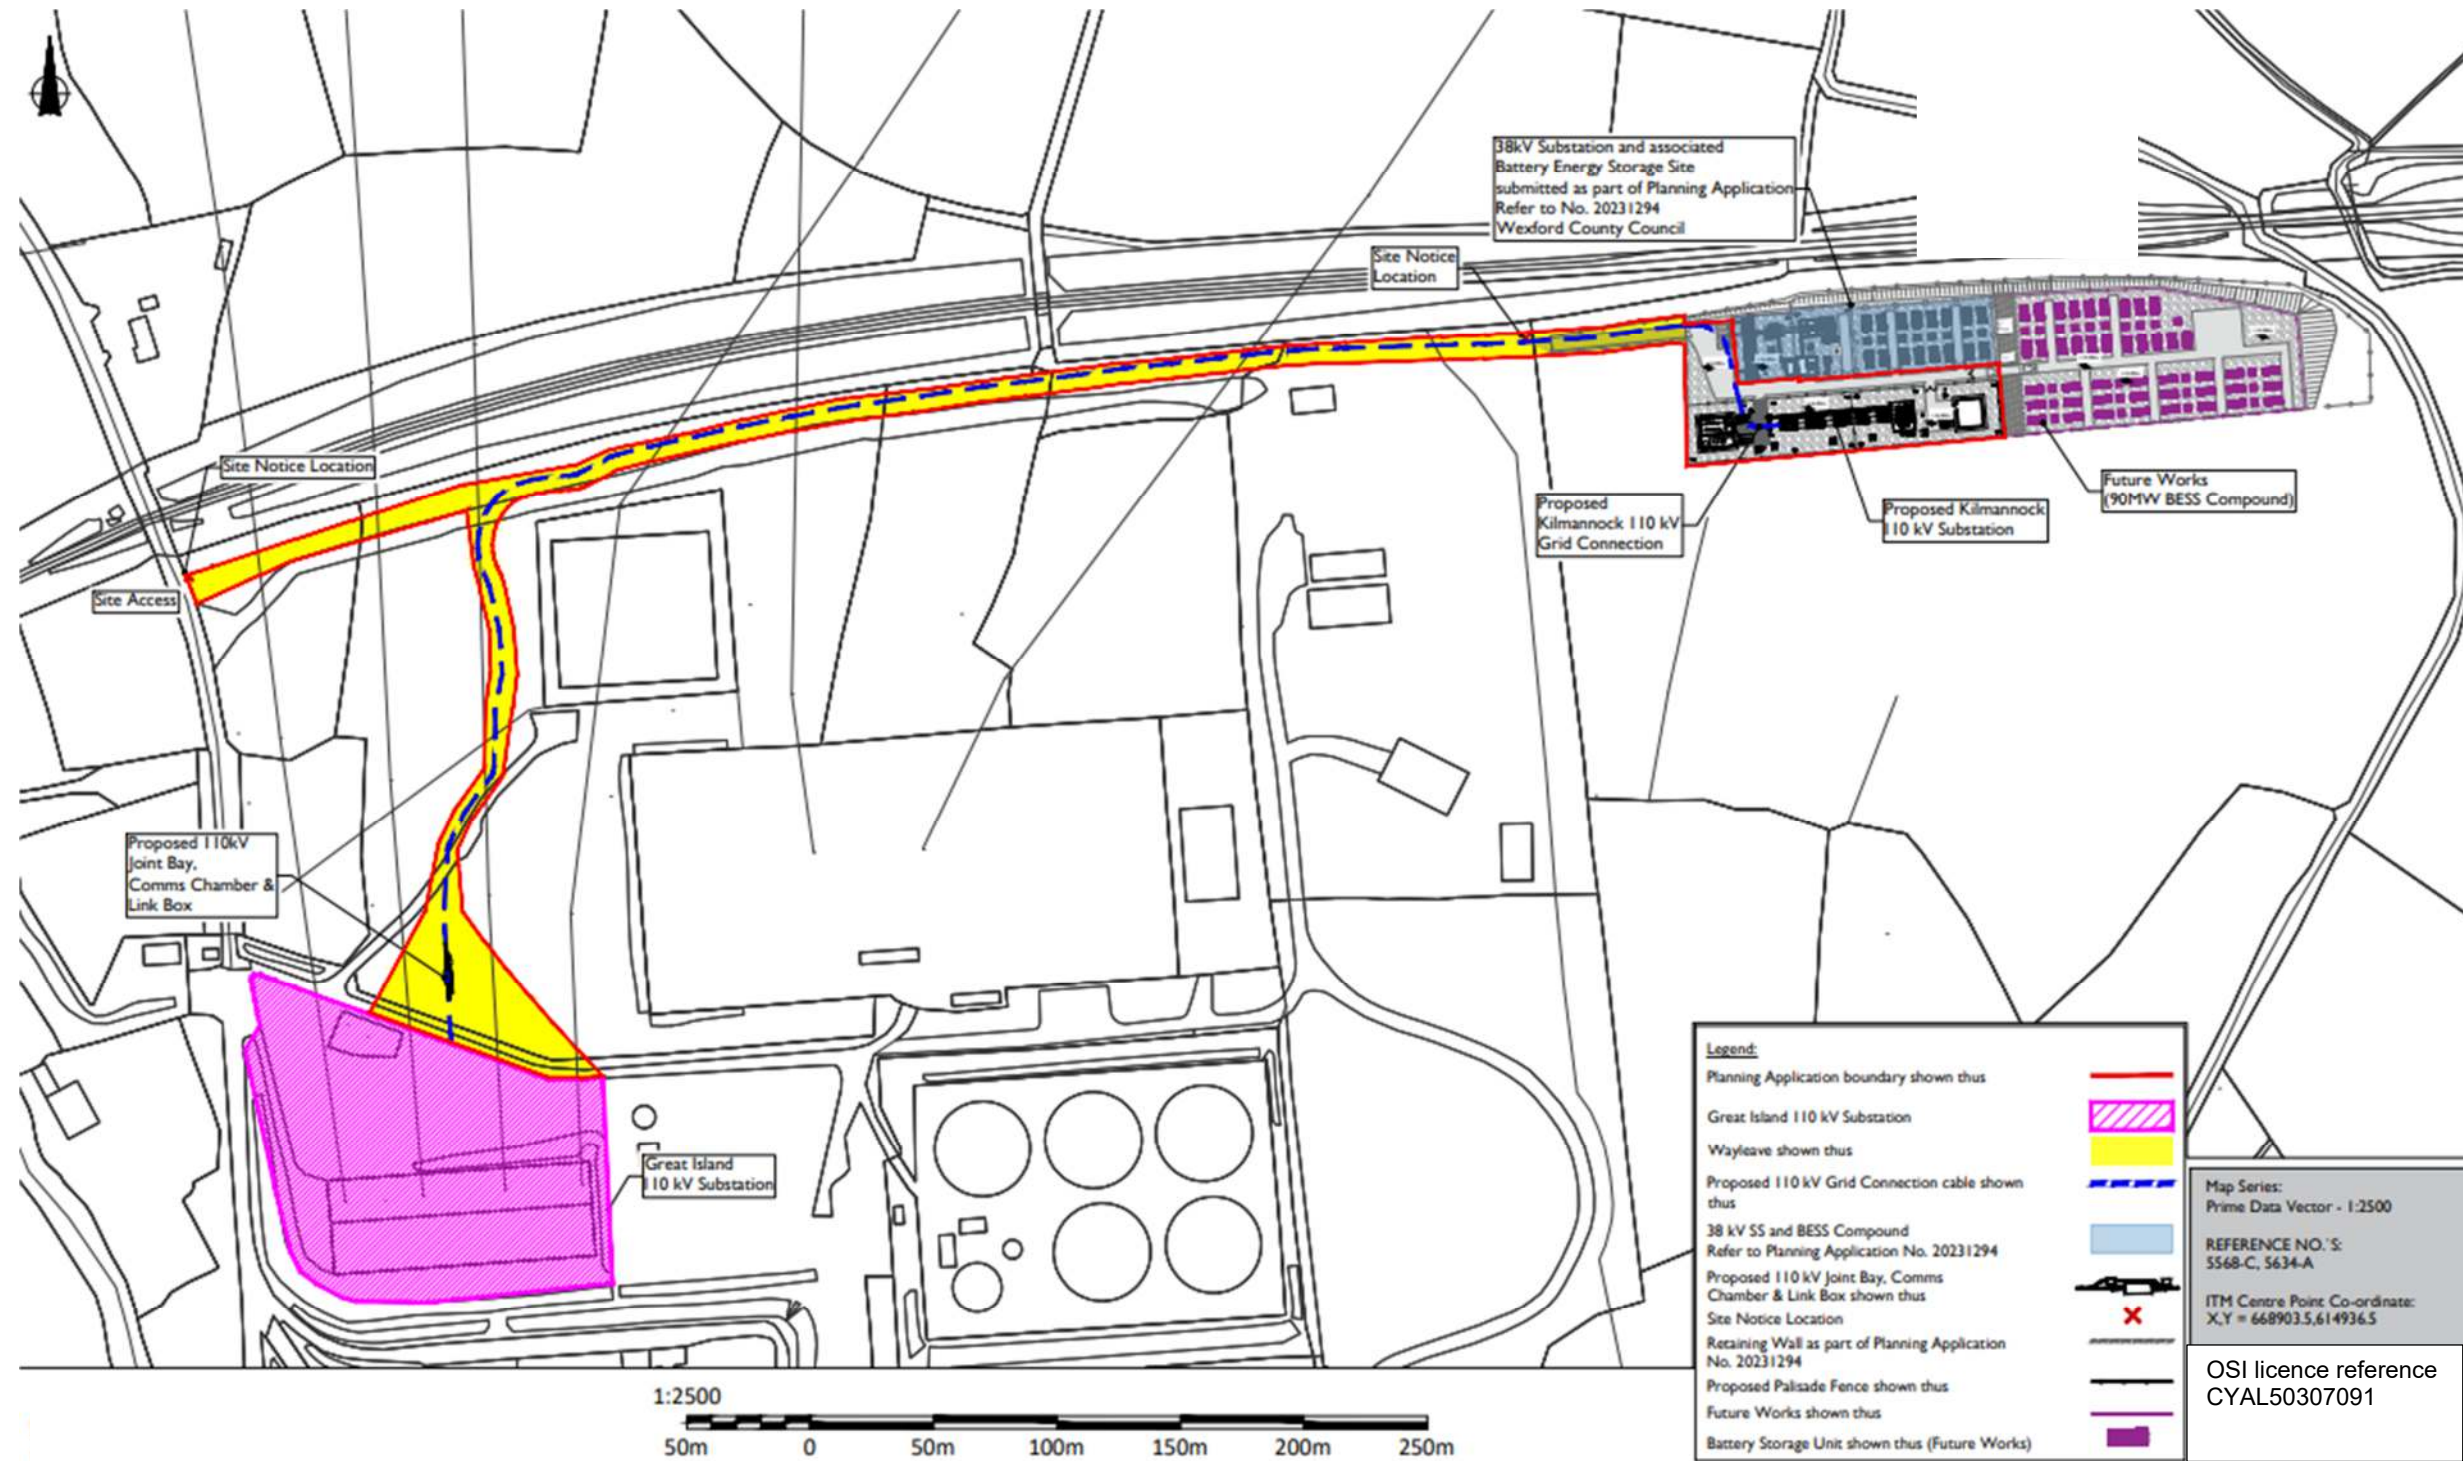 38kV Substation and associated
Battery Energy Storage Site
submitted as part of Planning Application
Refer to No. 20231294
Wexford County Council
Site Notice
Location
Site Notice Location
Site Access
Proposed
Kilmannock 110 kV
Grid Connection
Proposed Kilmannock
110 kV Substation
Future Works
(90MW BESS Compound)
Proposed 110kV
Joint Bay,
Comms Chamber &
Link Box
Great Island
110 kV Substation
Legend:
Planning Application boundary shown thus
Great Island 110 kV Substation
Wayleave shown thus
Proposed 110 kV Grid Connection cable shown
thus
38 kV SS and BESS Compound
Refer to Planning Application No. 20231294
Proposed 110 kV Joint Bay, Comms
Chamber & Link Box shown thus
Site Notice Location
Retaining Wall as part of Planning Application
No. 20231294
Proposed Palisade Fence shown thus
Future Works shown thus
Battery Storage Unit shown thus (Future Works)
Map Series:
Prime Data Vector - 1:2500
REFERENCE NO.'S:
5568-C, 5634-A
ITM Centre Point Co-ordinate:
X,Y = 668903.5,614936.5
OSI licence reference
CYAL50307091
1:2500
50m 0 50m 100m 150m 200m 250m